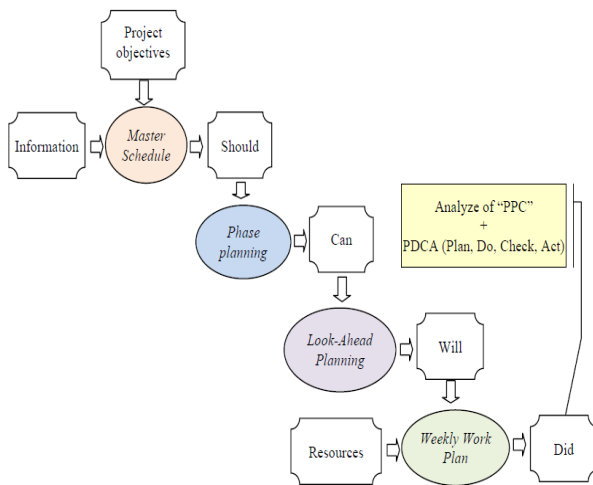 Project
objectives
Information
Master
Schedule
Should
Phase
planning
Can
Analyze of “PPC”
+
PDCA (Plan, Do, Check, Act)
Look-Ahead
Planning
Will
Resources
Weekly Work
Plan
Did